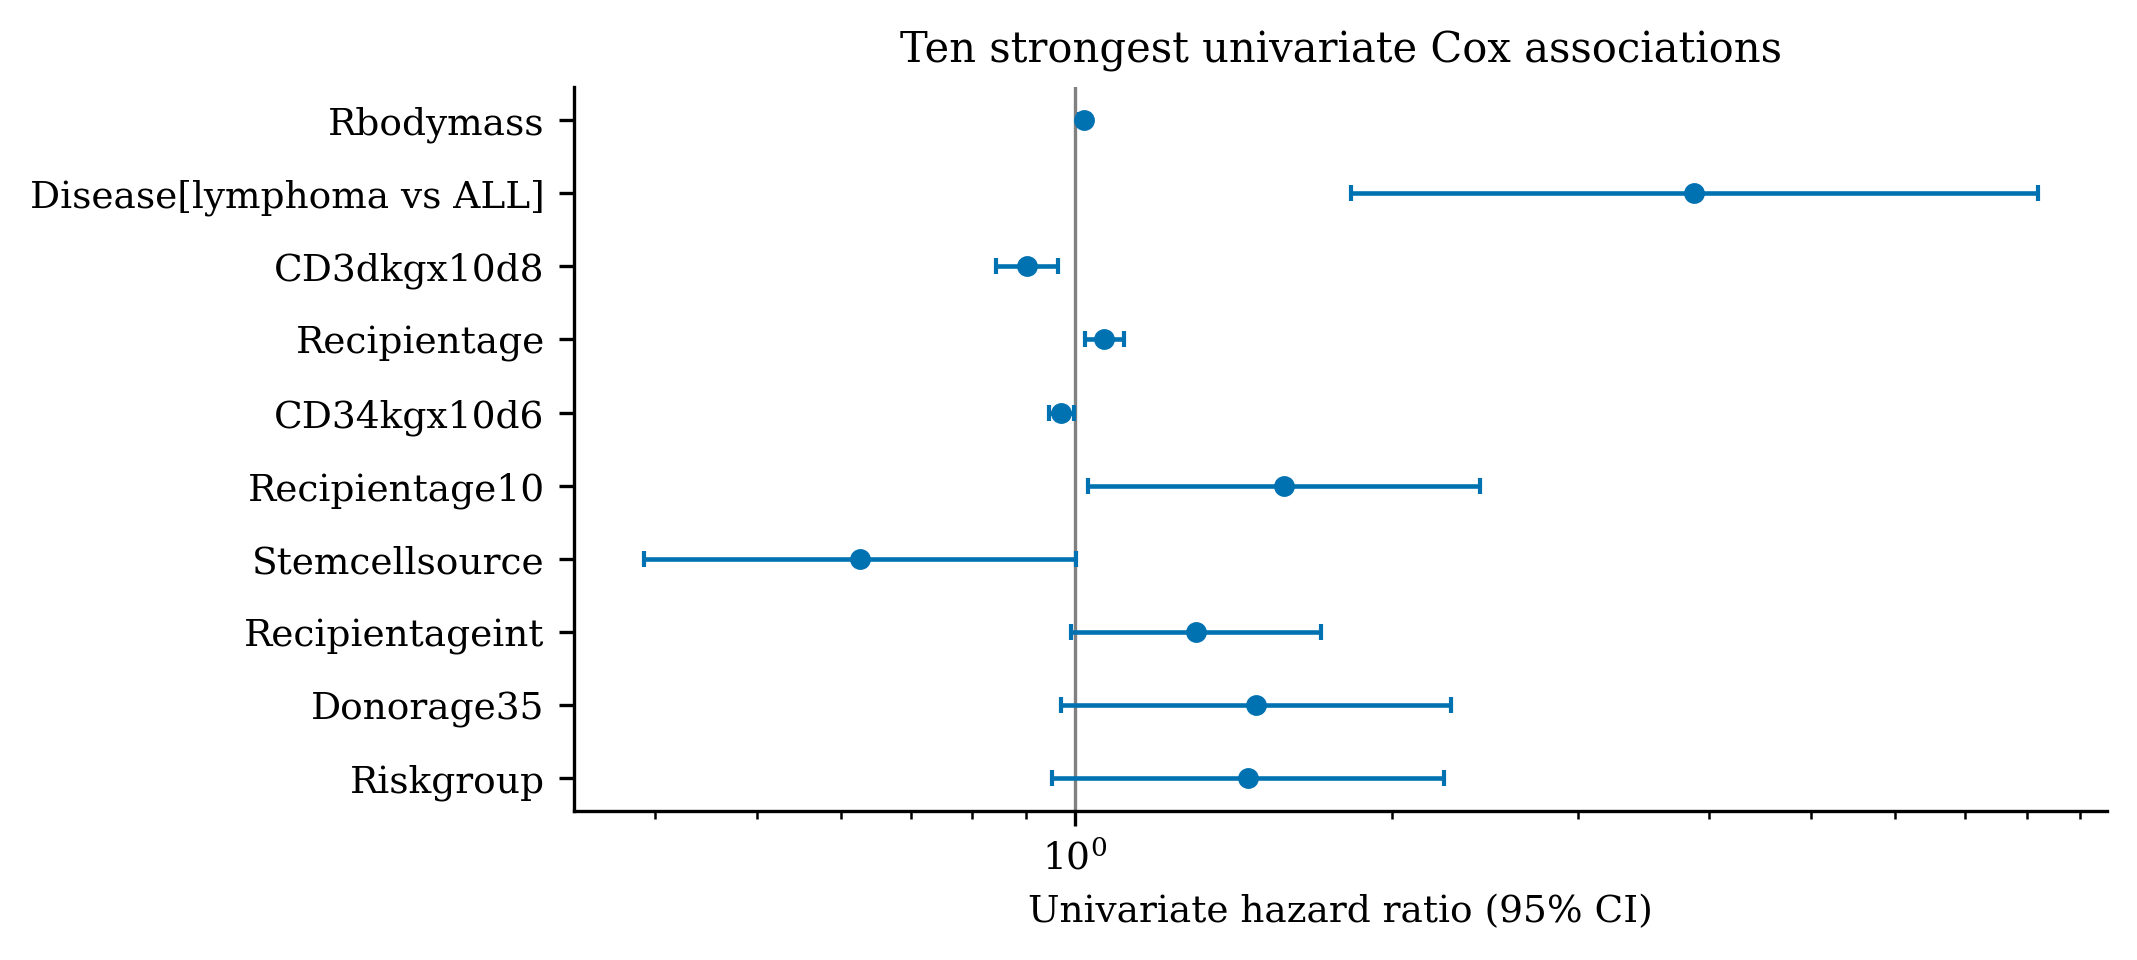 Ten strongest univariate Cox associations
Rbodymass
Disease[lymphoma vs ALL]
CD3dkgx10d8
Recipientage
CD34kgx10d6
Recipientage10
Stemcellsource
Recipientageint
Donorage35
Riskgroup
10⁰
Univariate hazard ratio (95% CI)